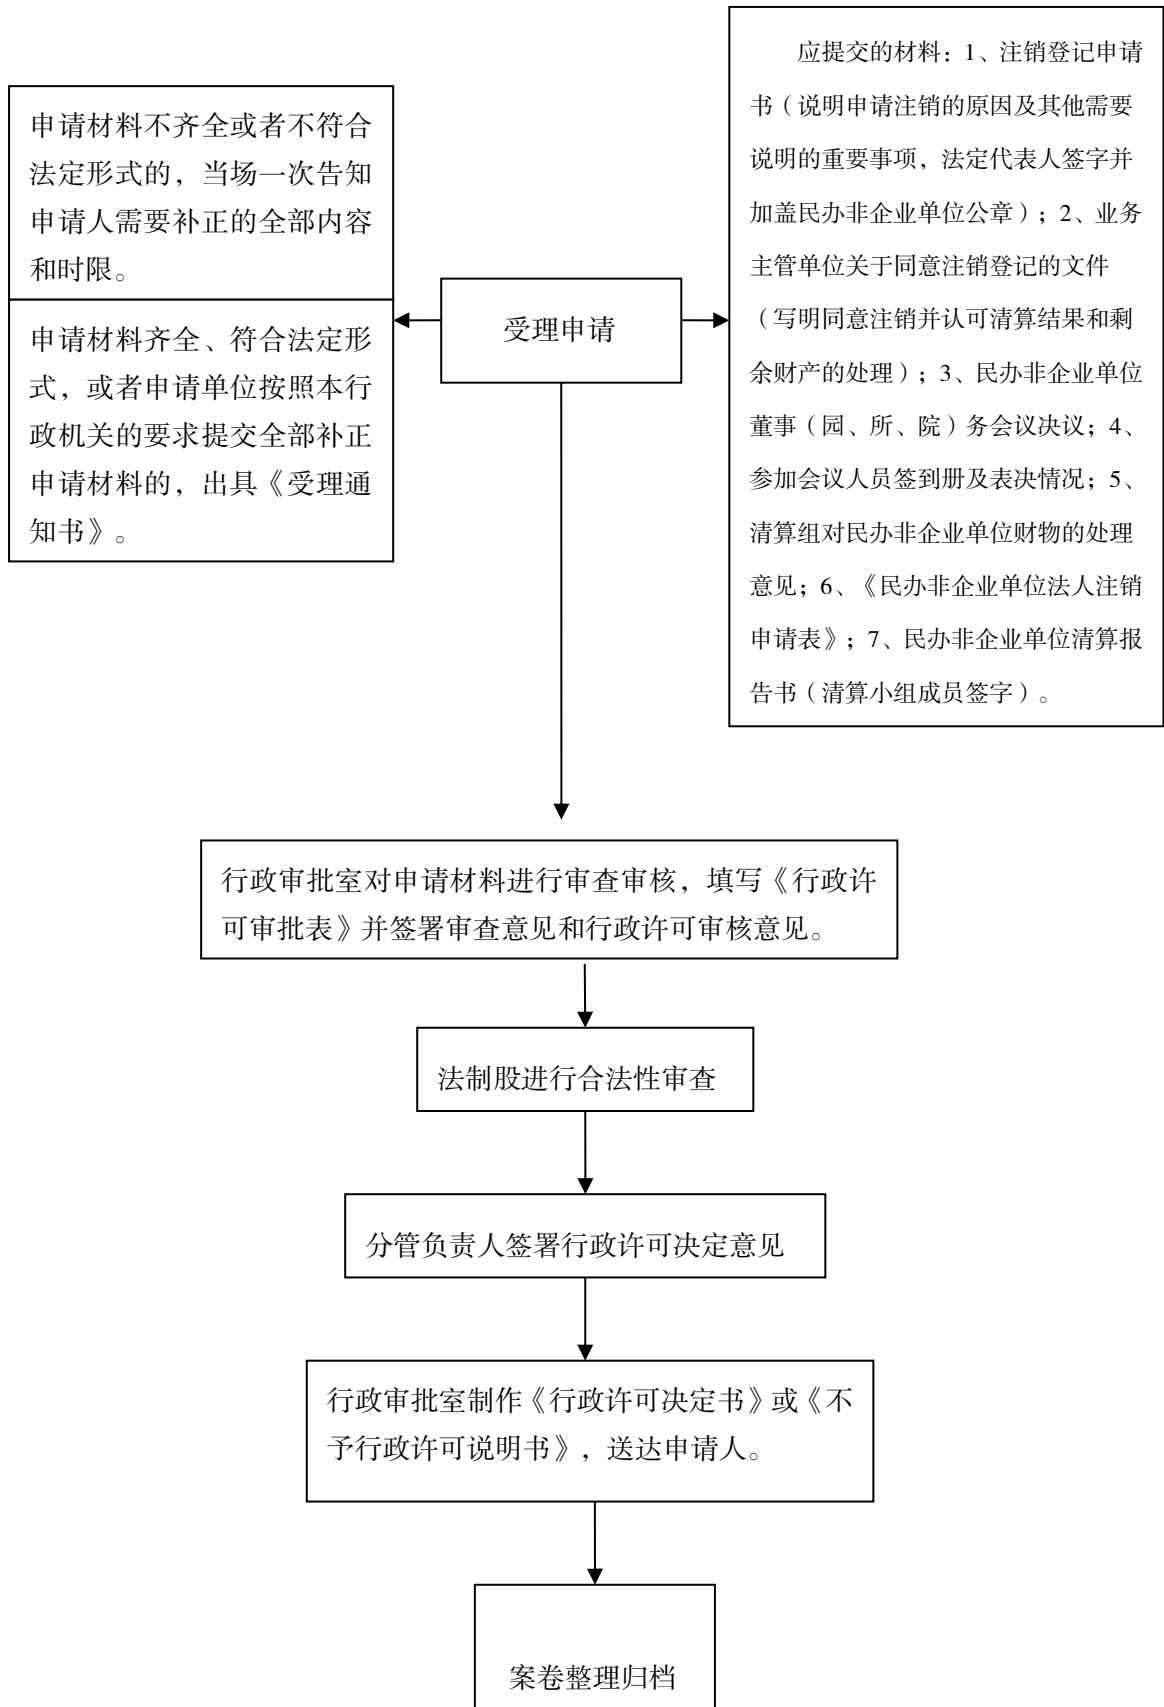 应提交的材料：1、注销登记申请
书（说明申请注销的原因及其他需要
说明的重要事项，法定代表人签字并
加盖民办非企业单位公章）；2、业务
主管单位关于同意注销登记的文件
（写明同意注销并认可清算结果和剩
余财产的处理）；3、民办非企业单位
董事（园、所、院）务会议决议；4、
参加会议人员签到册及表决情况；5、
清算组对民办非企业单位财物的处理
意见；6、《民办非企业单位法人注销
申请表》；7、民办非企业单位清算报
告书（清算小组成员签字）。
申请材料不齐全或者不符合
法定形式的，当场一次告知
申请人需要补正的全部内容
和时限。
申请材料齐全、符合法定形
式，或者申请单位按照本行
政机关的要求提交全部补正
申请材料的，出具《受理通
知书》。
受理申请
行政审批室对申请材料进行审查审核，填写《行政许
可审批表》并签署审查意见和行政许可审核意见。
法制股进行合法性审查
分管负责人签署行政许可决定意见
行政审批室制作《行政许可决定书》或《不
予行政许可说明书》，送达申请人。
案卷整理归档